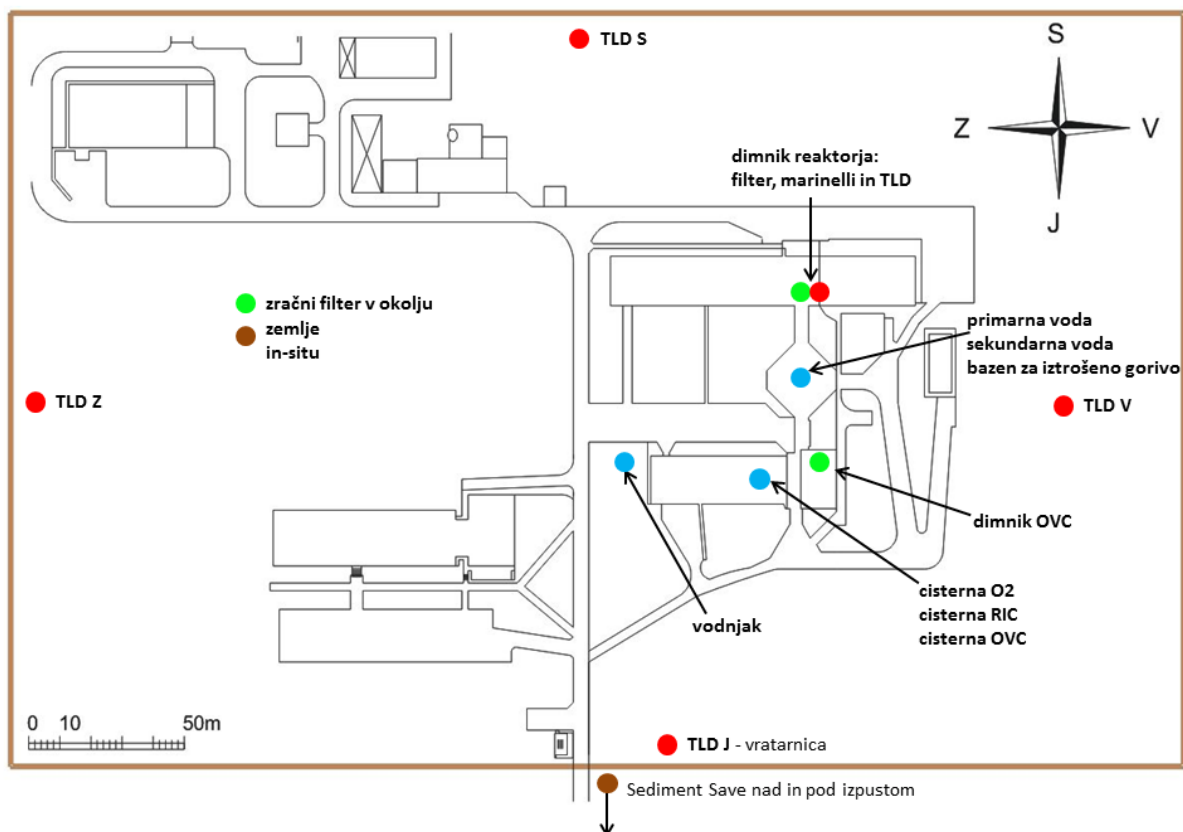 TLD S
S
Z
V
J
dimnik reaktorja:
filter, marinelli in TLD
zračni filter v okolju
zemlje
in-situ
primarna voda
sekundarna voda
bazen za iztrošeno gorivo
TLD Z
TLD V
dimnik OVC
cisterna O2
cisterna RIC
cisterna OVC
vodnjak
0 10 50m
TLD J - vratarnica
Sediment Save nad in pod izpustom